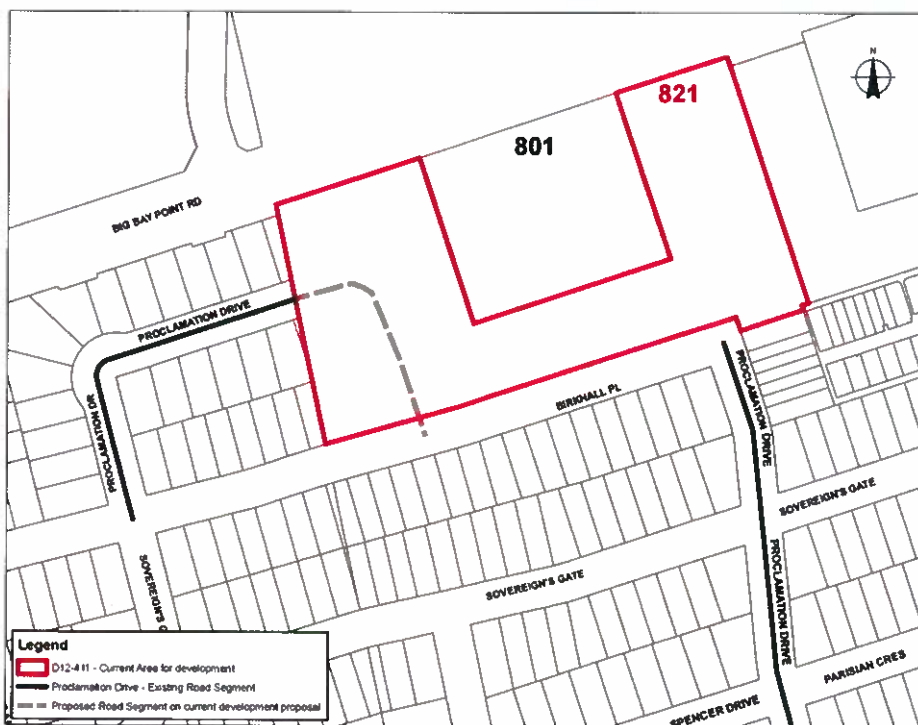 N
821
801
BIG BAY POINT RD
PROCLAMATION DRIVE
PROCLAMATION DR
BIRKHALL PL
PROCLAMATION DRIVE
SOVEREIGN'S GATE
SOVEREIGN'S GATE
SOVEREIGN'S G
PROCLAMATION DRIVE
PARISIAN CRES
SPENCER DRIVE
Legend
D12-411 - Current Area for development
Proclamation Drive - Existing Road Segment
Proposed Road Segment on current development proposal